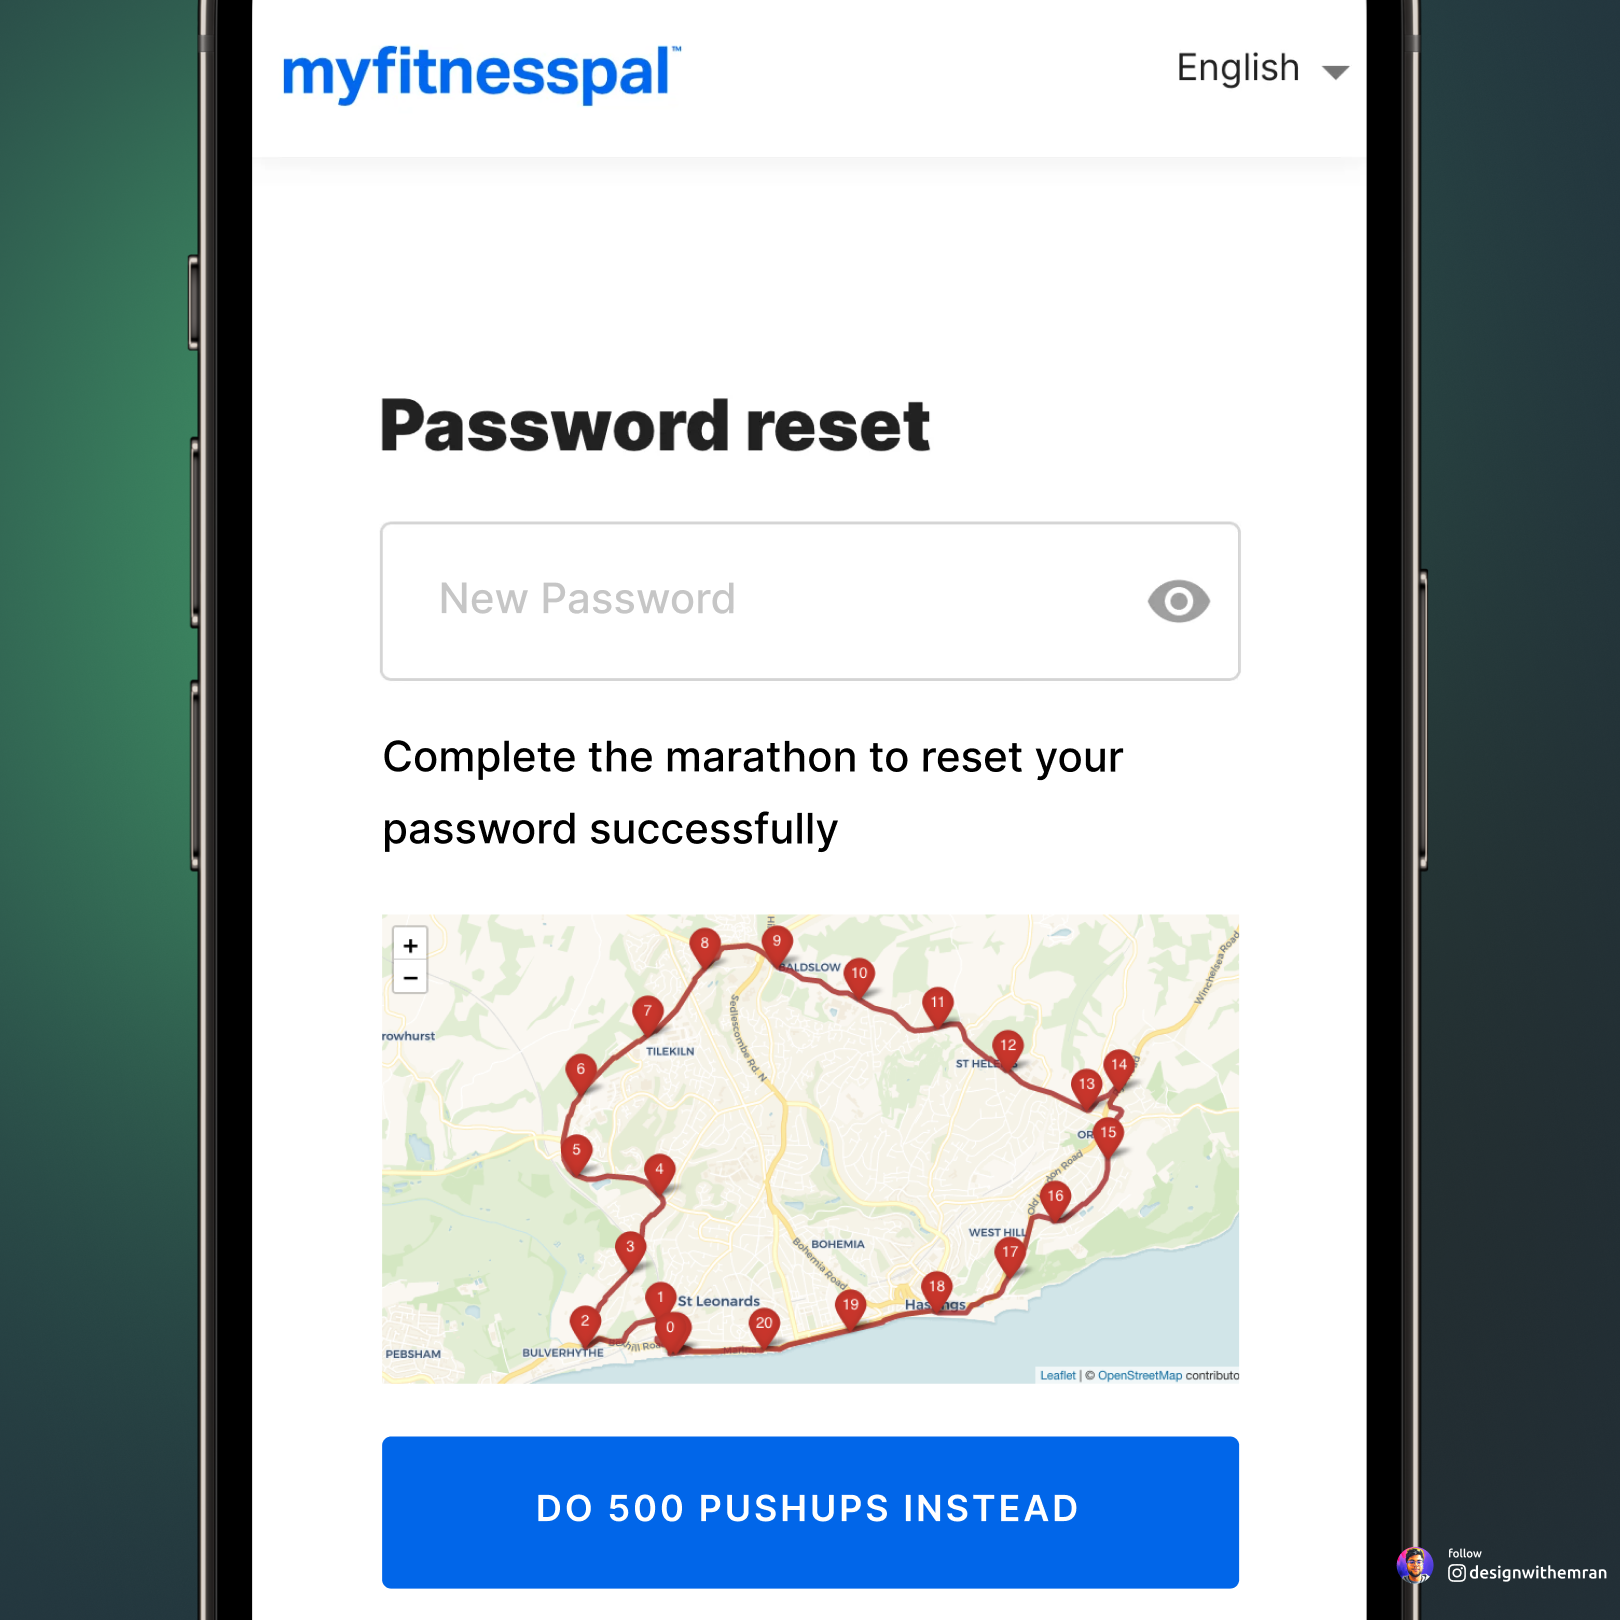 myfitnesspal™
English
Password reset
New Password
Complete the marathon to reset your
password successfully
+
−
8
9
BALDSLOW
10
Winchelsea Road
7
11
rowhurst
Sedlescombe Rd N
TILEKILN
12
ST HELE
6
14
13
5
15
OR
4
Old
Road
16
3
BOHEMIA
Bohemia Road
WEST HILL
17
1
St Leonards
18
Hastings
19
2
0
20
PEBSHAM
BULVERHYTHE
Leaflet | © OpenStreetMap contributo
DO 500 PUSHUPS INSTEAD
follow
designwithemran